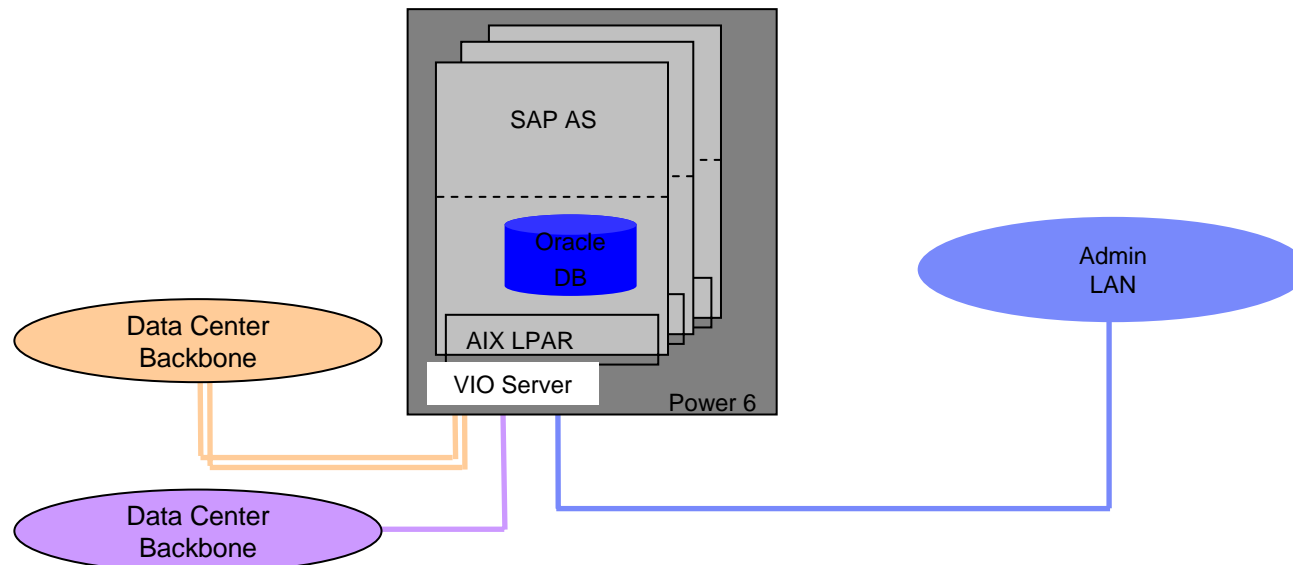 SAP AS
Oracle
DB
AIX LPAR
VIO Server
Power 6
Admin
LAN
Data Center
Backbone
Data Center
Backbone